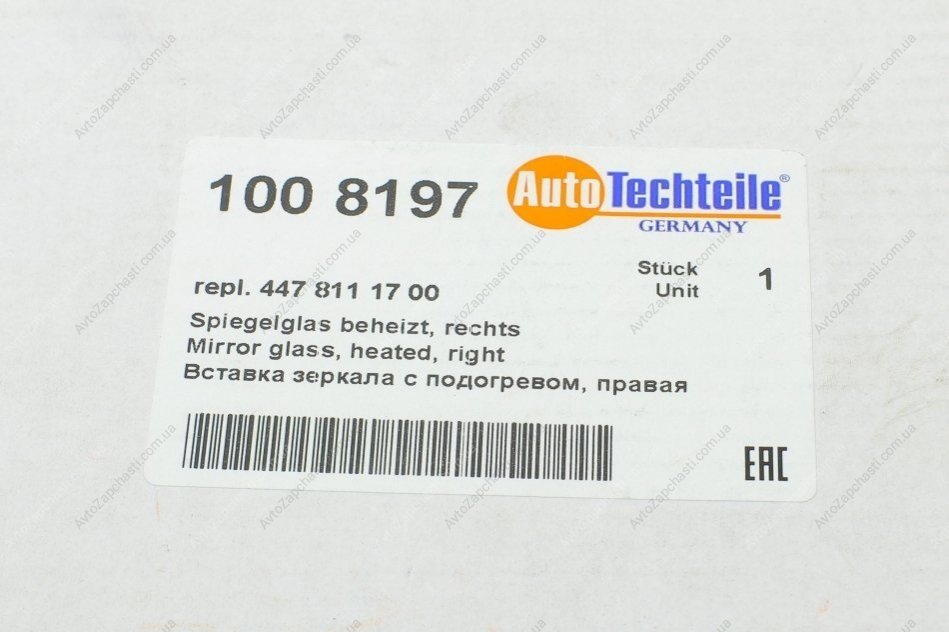 100 8197
AutoTechteile®
GERMANY
repl. 447 811 17 00
Stück
Unit
1
Spiegelglas beheizt, rechts
Mirror glass, heated, right
Вставка зеркала с подогревом, правая
EAC
AvtoZapchasti.com.ua